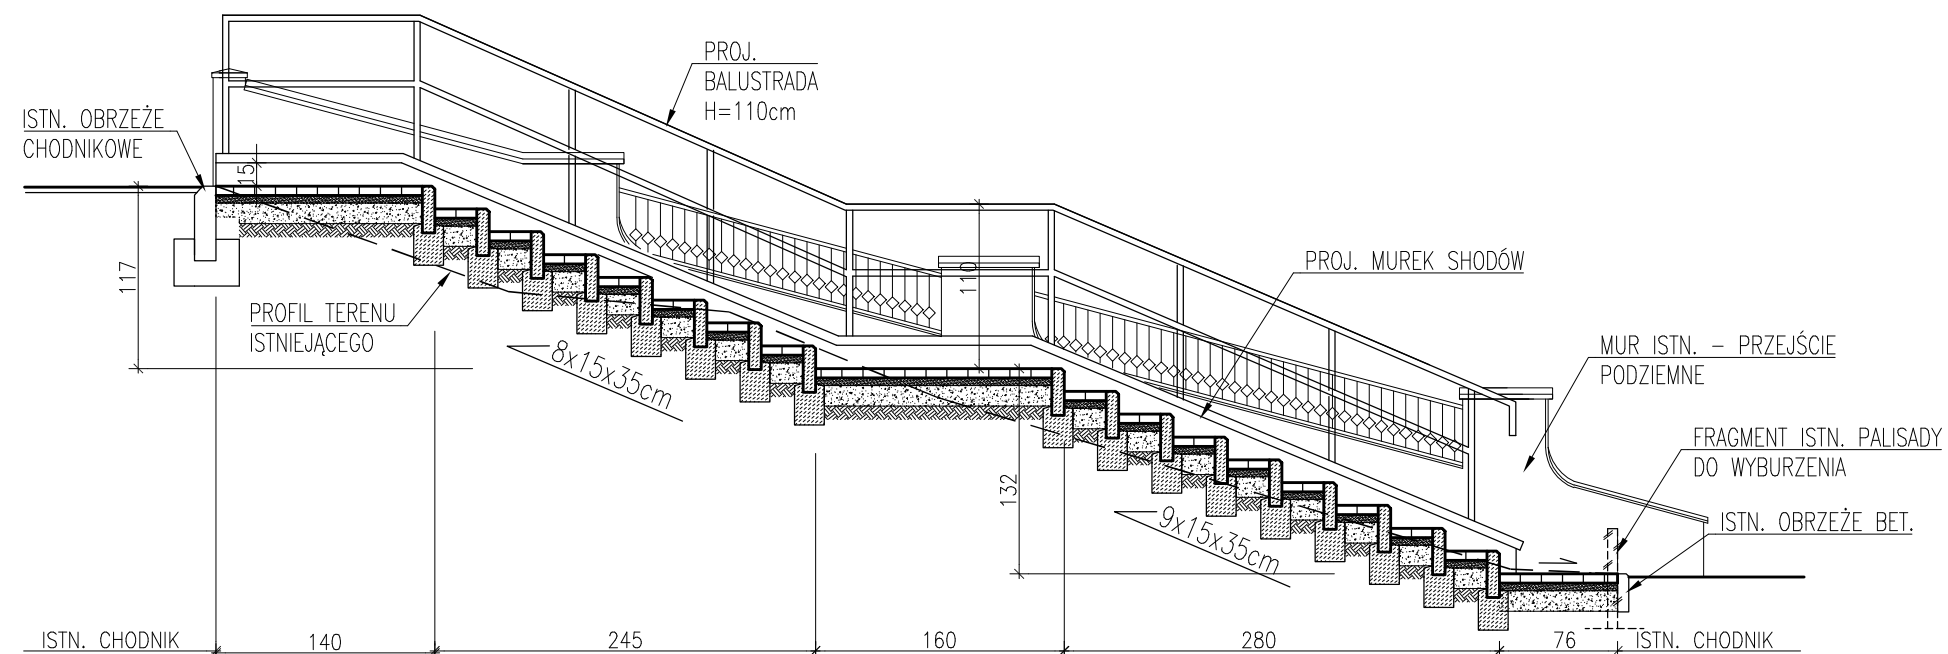 PROJ.
BALUSTRADA
H=110cm
ISTN. OBRZEŻE
CHODNIKOWE
15
117
PROFIL TERENU
ISTNIEJĄCEGO
8x15x35cm
110
PROJ. MUREK SHODÓW
MUR ISTN. - PRZEJŚCIE
PODZIEMNE
FRAGMENT ISTN. PALISADY
DO WYBURZENIA
132
9x15x35cm
ISTN. OBRZEŻE BET.
ISTN. CHODNIK
140
245
160
280
76
ISTN. CHODNIK